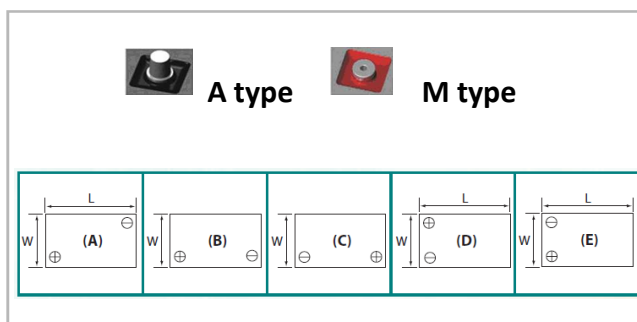 A type M type
L L L
W (A) W (B) W (C) W (D) W (E)